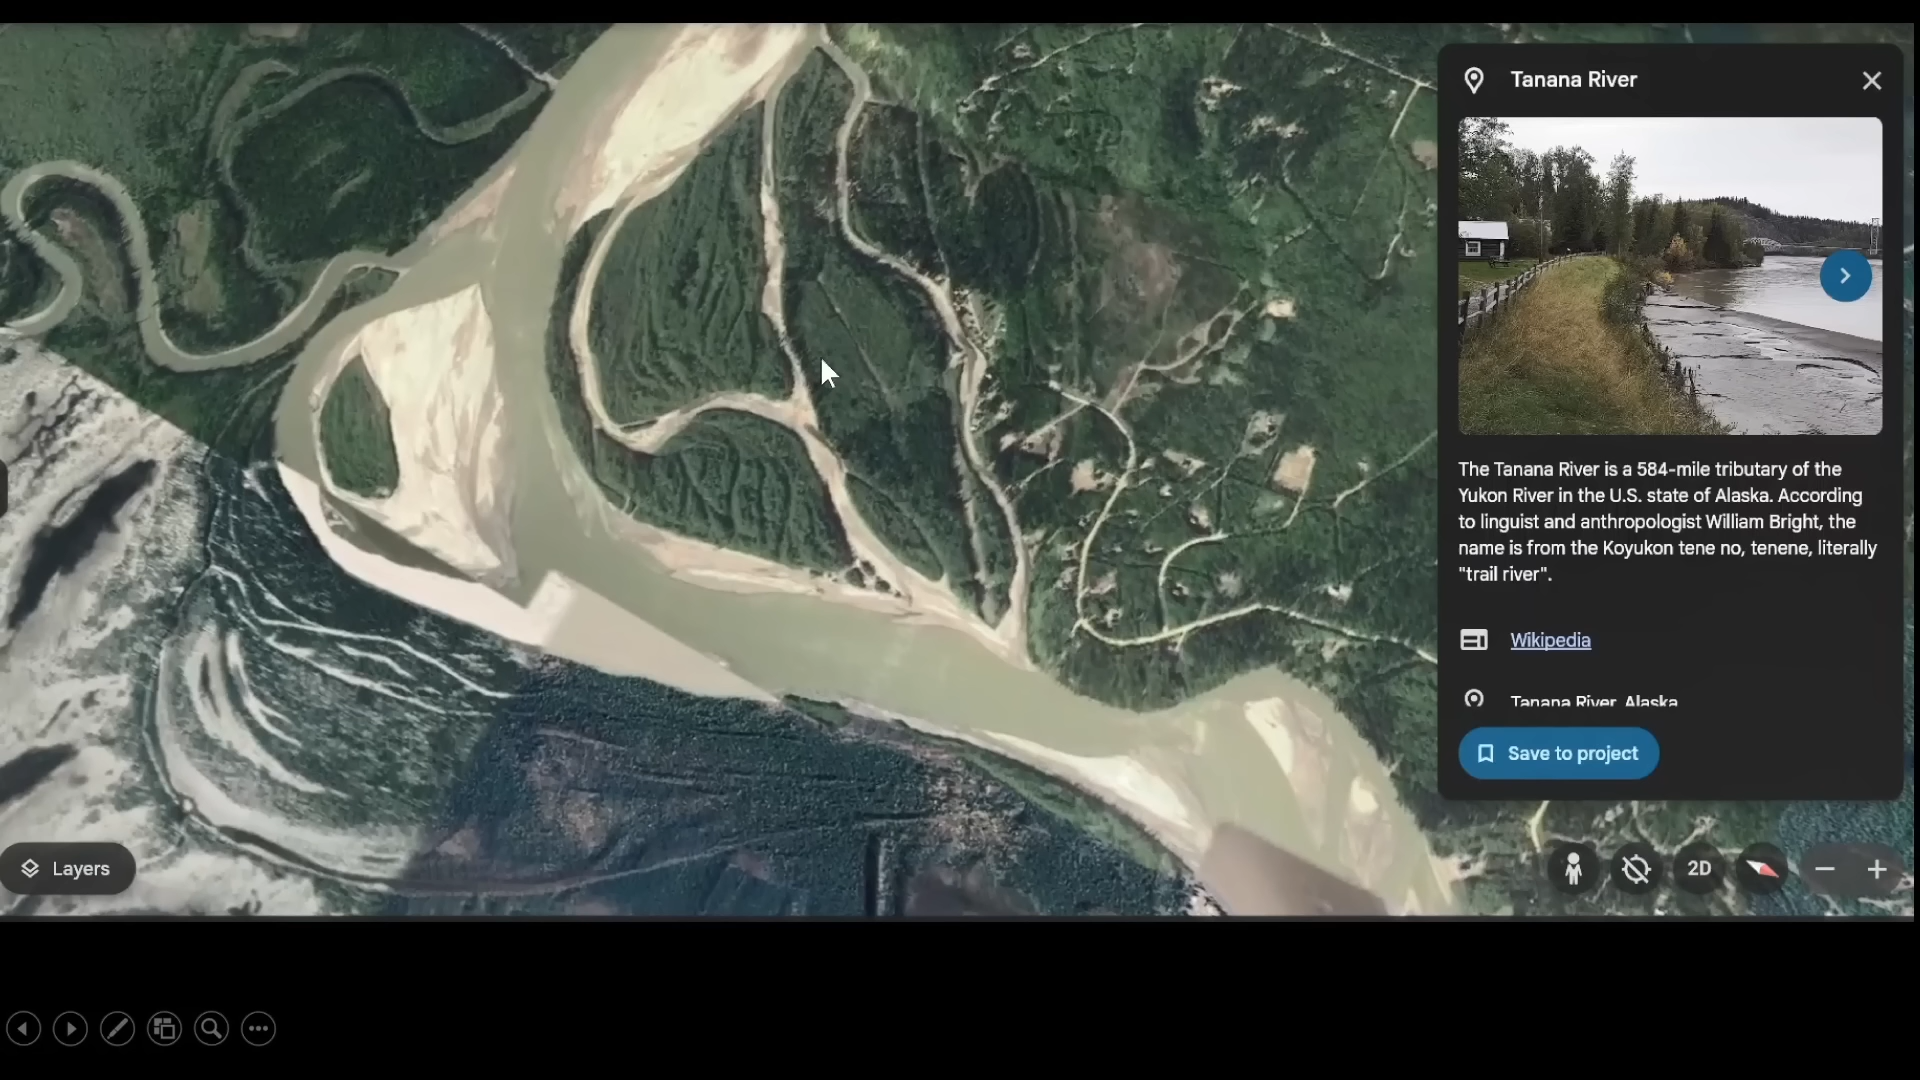 Tanana River
The Tanana River is a 584-mile tributary of the
Yukon River in the U.S. state of Alaska. According
to linguist and anthropologist William Bright, the
name is from the Koyukon tene no, tenene, literally
"trail river".
Wikipedia
Tanana River, Alaska
Save to project
Layers
2D